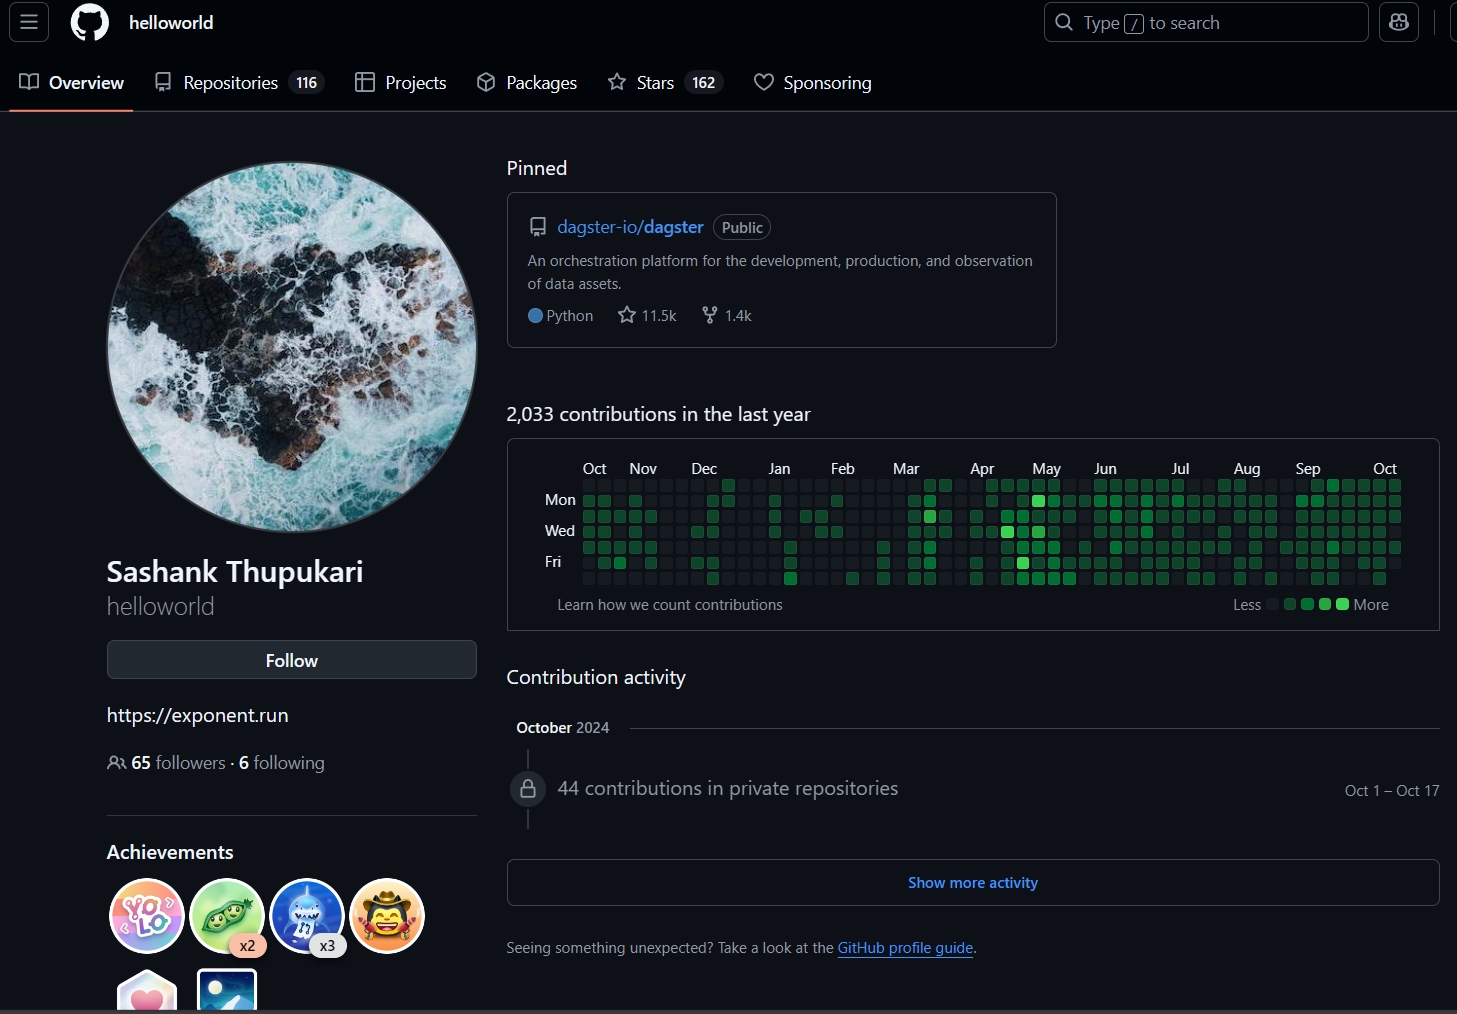 helloworld
Type / to search
Overview
Repositories 116
Projects
Packages
Stars 162
Sponsoring
Sashank Thupukari
helloworld
Follow
https://exponent.run
65 followers · 6 following
Achievements
YOLO
x2
x3
Pinned
dagster-io/dagster Public
An orchestration platform for the development, production, and observation
of data assets.
Python 11.5k 1.4k
2,033 contributions in the last year
Oct Nov Dec Jan Feb Mar Apr May Jun Jul Aug Sep Oct
Mon
Wed
Fri
Learn how we count contributions
Less More
Contribution activity
October 2024
44 contributions in private repositories
Oct 1 – Oct 17
Show more activity
Seeing something unexpected? Take a look at the GitHub profile guide.